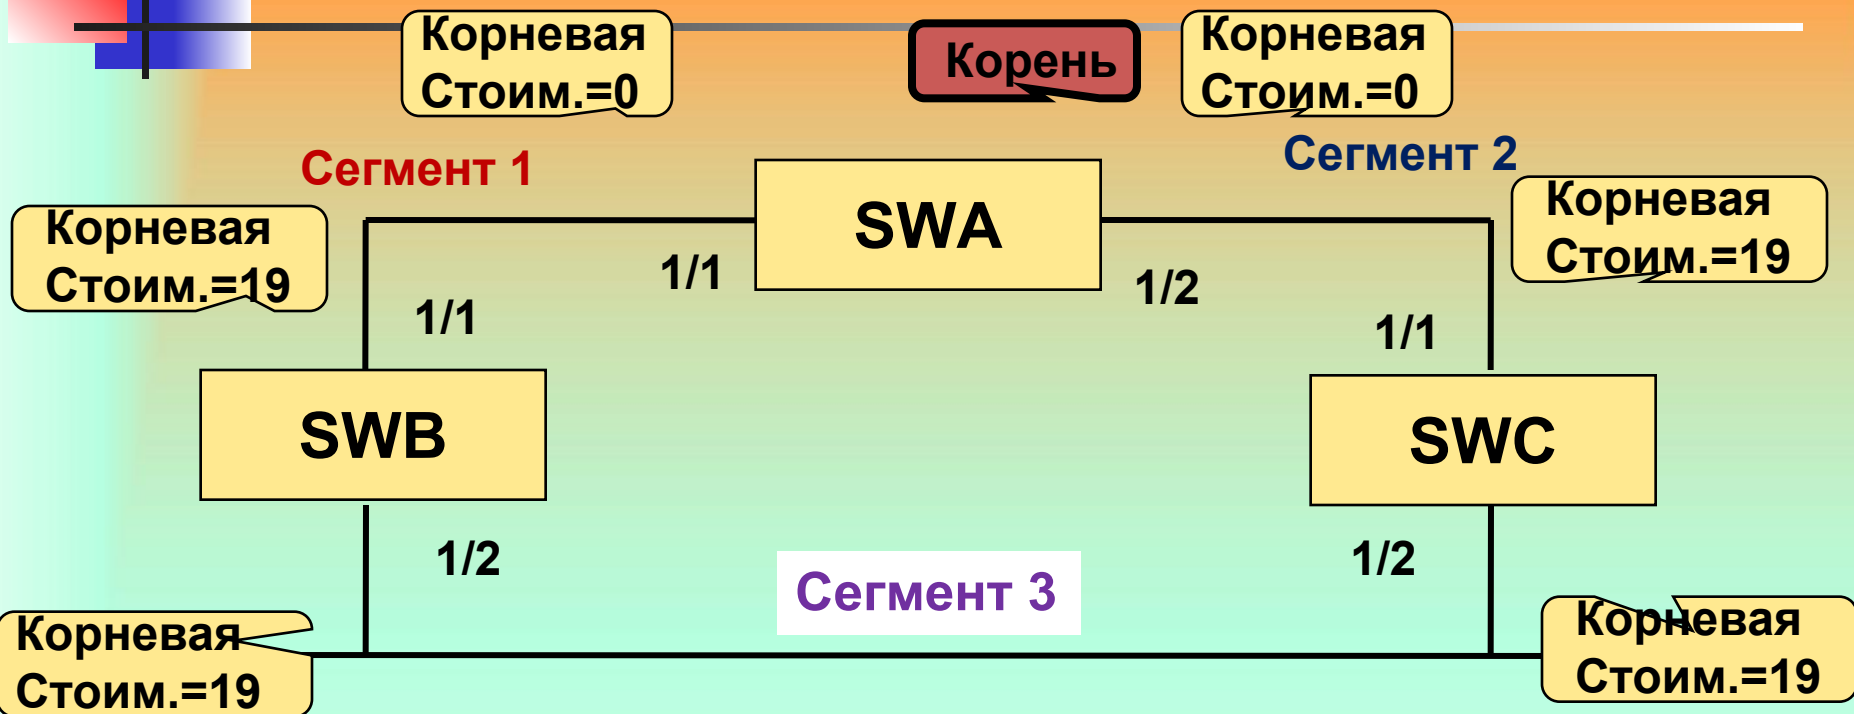 Корневая
Стоим.=0
Корень
Корневая
Стоим.=0
Сегмент 1
Сегмент 2
Корневая
Стоим.=19
SWA
Корневая
Стоим.=19
1/1
1/2
1/1
1/1
SWB
SWC
1/2
1/2
Сегмент 3
Корневая
Стоим.=19
Корневая
Стоим.=19